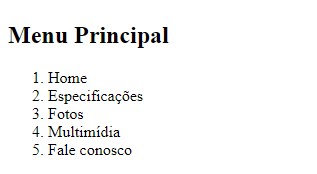 Menu Principal
1. Home
2. Especificações
3. Fotos
4. Multimídia
5. Fale conosco